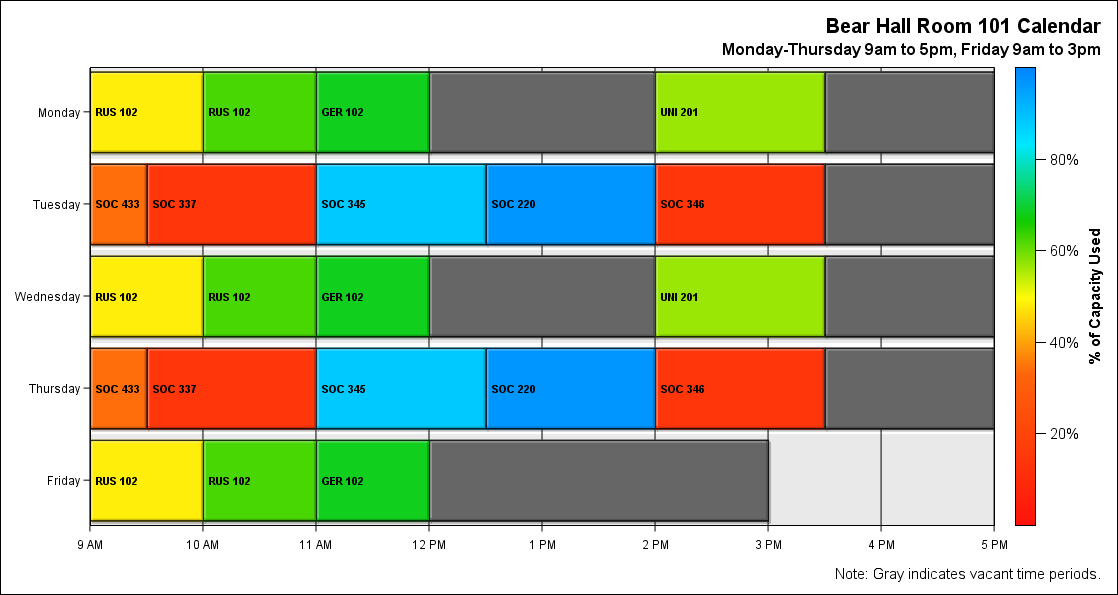 Bear Hall Room 101 Calendar
Monday-Thursday 9am to 5pm, Friday 9am to 3pm
Monday RUS 102 RUS 102 GER 102 UNI 201
Tuesday SOC 433 SOC 337 SOC 345 SOC 220 SOC 346
Wednesday RUS 102 RUS 102 GER 102 UNI 201
Thursday SOC 433 SOC 337 SOC 345 SOC 220 SOC 346
Friday RUS 102 RUS 102 GER 102
9 AM 10 AM 11 AM 12 PM 1 PM 2 PM 3 PM 4 PM 5 PM
80%
60%
40%
20%
% of Capacity Used
Note: Gray indicates vacant time periods.